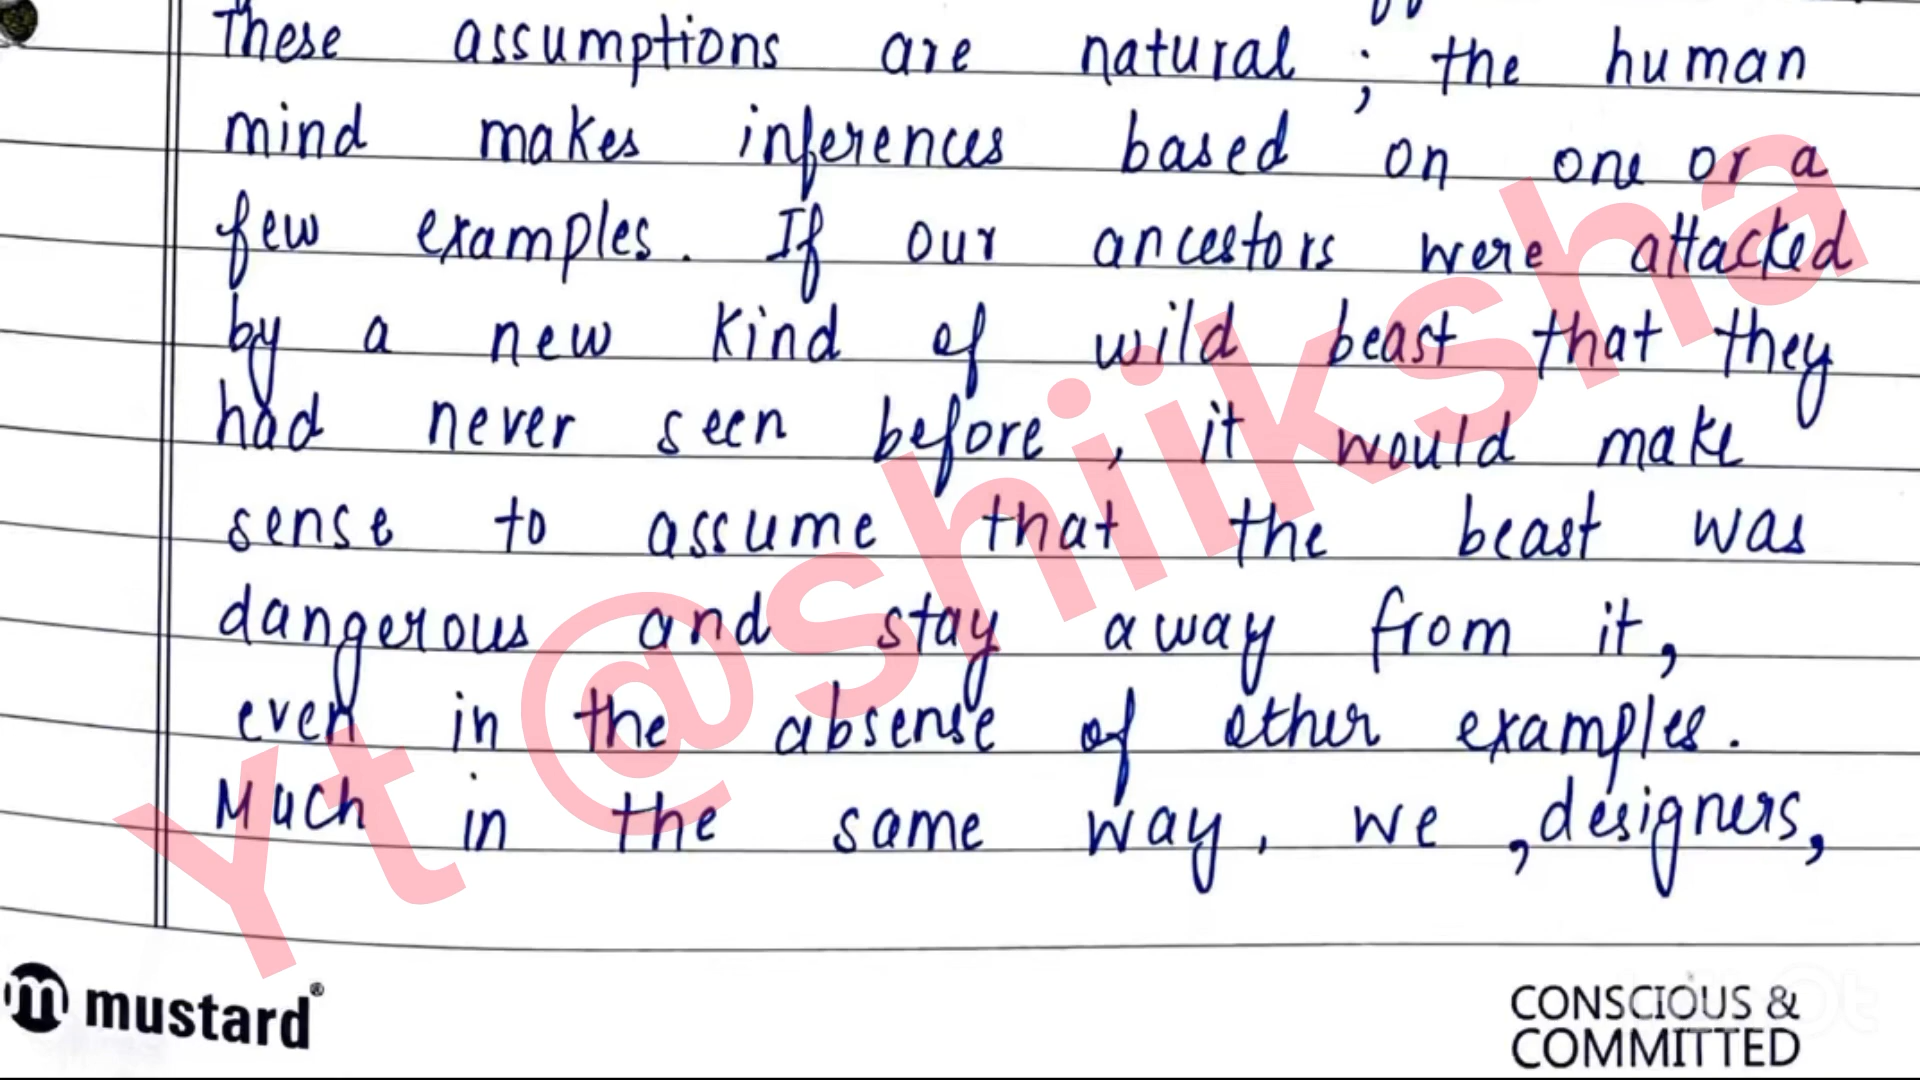 These assumptions are natural ; the human
mind makes inferences based on one or a
few examples. If our ancestors were attacked
by a new kind of wild beast that they
had never seen before , it would make
sense to assume that the beast was
dangerous and stay away from it,
even in the absense of other examples.
Much in the same way, we , designers,
Yt @shiiksha
m mustard®
CONSCIOUS &
COMMITTED